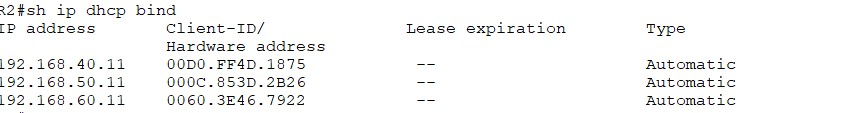 R2#sh ip dhcp bind
IP address Client-ID/ Lease expiration Type
Hardware address
192.168.40.11 00D0.FF4D.1875 -- Automatic
192.168.50.11 000C.853D.2B26 -- Automatic
192.168.60.11 0060.3E46.7922 -- Automatic